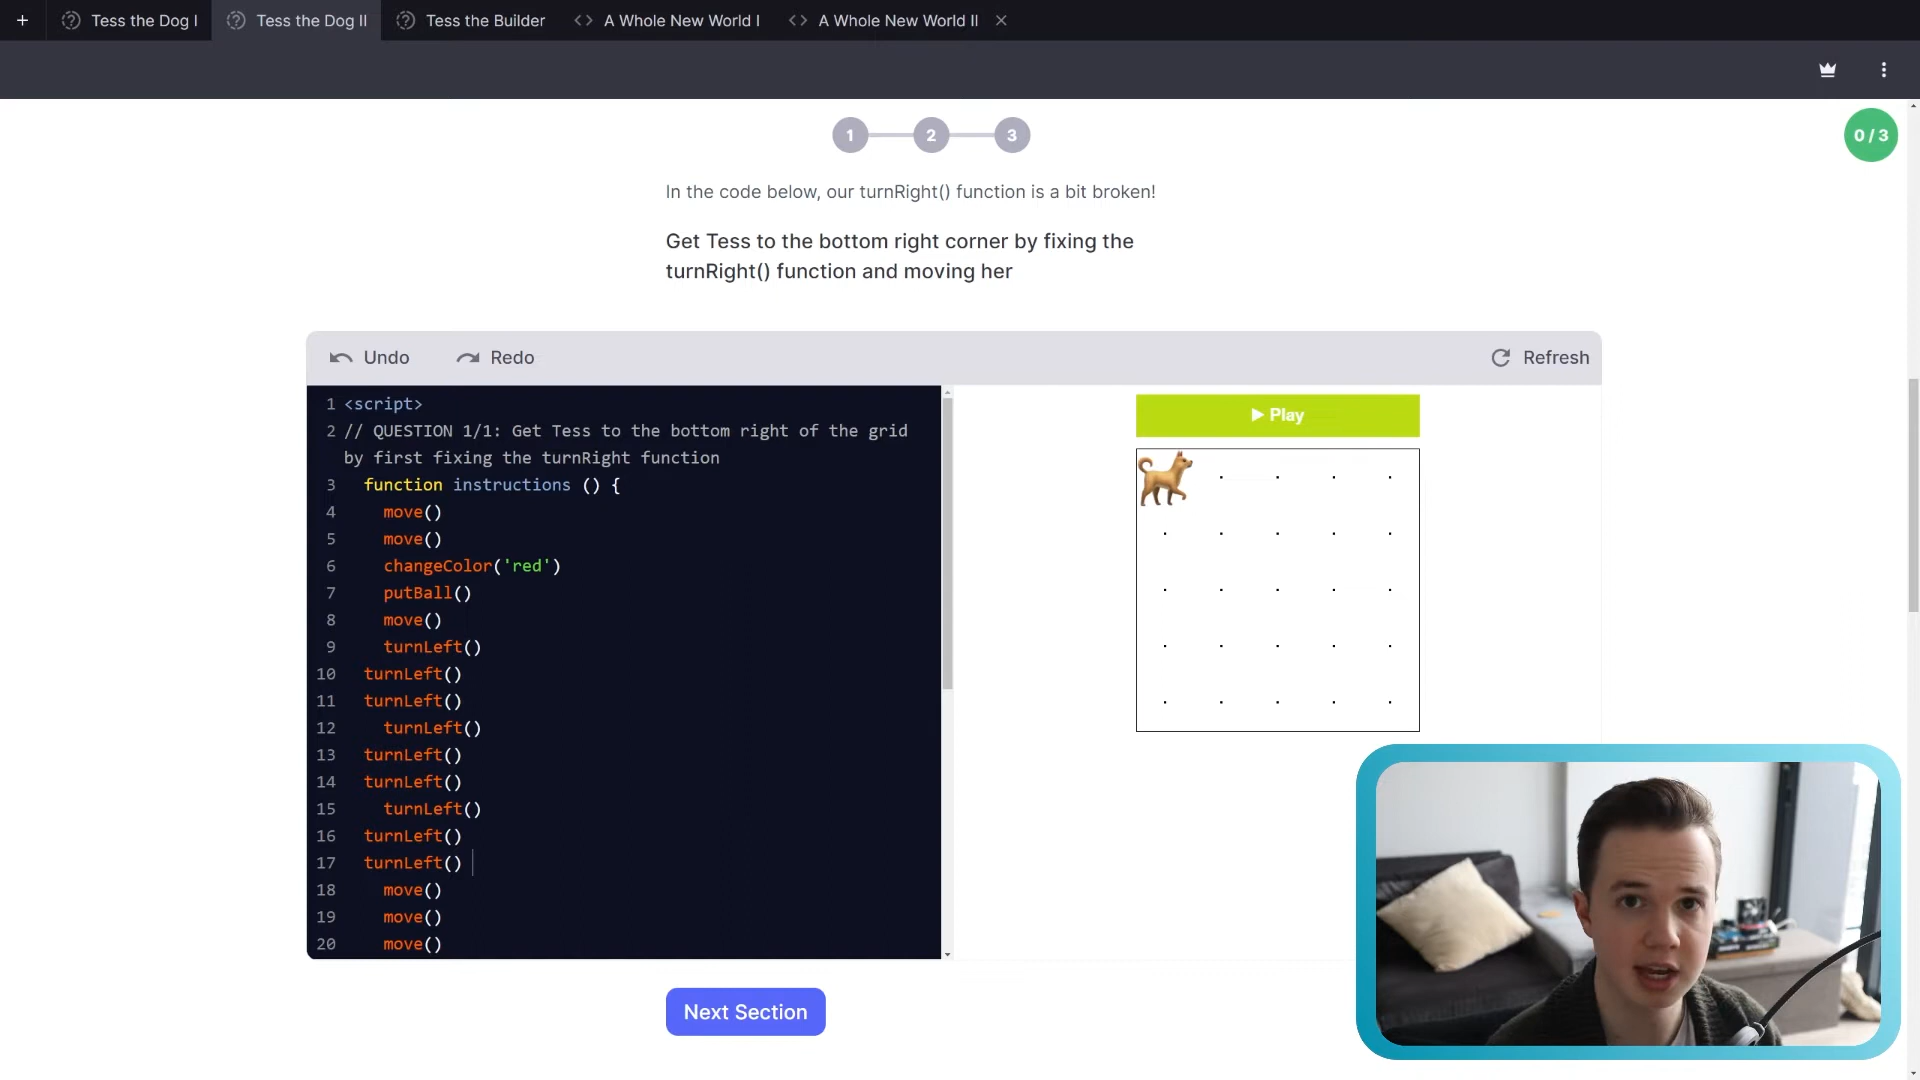 + Tess the Dog I Tess the Dog II Tess the Builder <> A Whole New World I <> A Whole New World II ×
1 2 3
0 / 3
In the code below, our turnRight() function is a bit broken!
Get Tess to the bottom right corner by fixing the
turnRight() function and moving her
Undo Redo Refresh
Play
1 <script>
2 // QUESTION 1/1: Get Tess to the bottom right of the grid
by first fixing the turnRight function
3 function instructions () {
4 move()
5 move()
6 changeColor('red')
7 putBall()
8 move()
9 turnLeft()
10 turnLeft()
11 turnLeft()
12 turnLeft()
13 turnLeft()
14 turnLeft()
15 turnLeft()
16 turnLeft()
17 turnLeft()
18 move()
19 move()
20 move()
Next Section